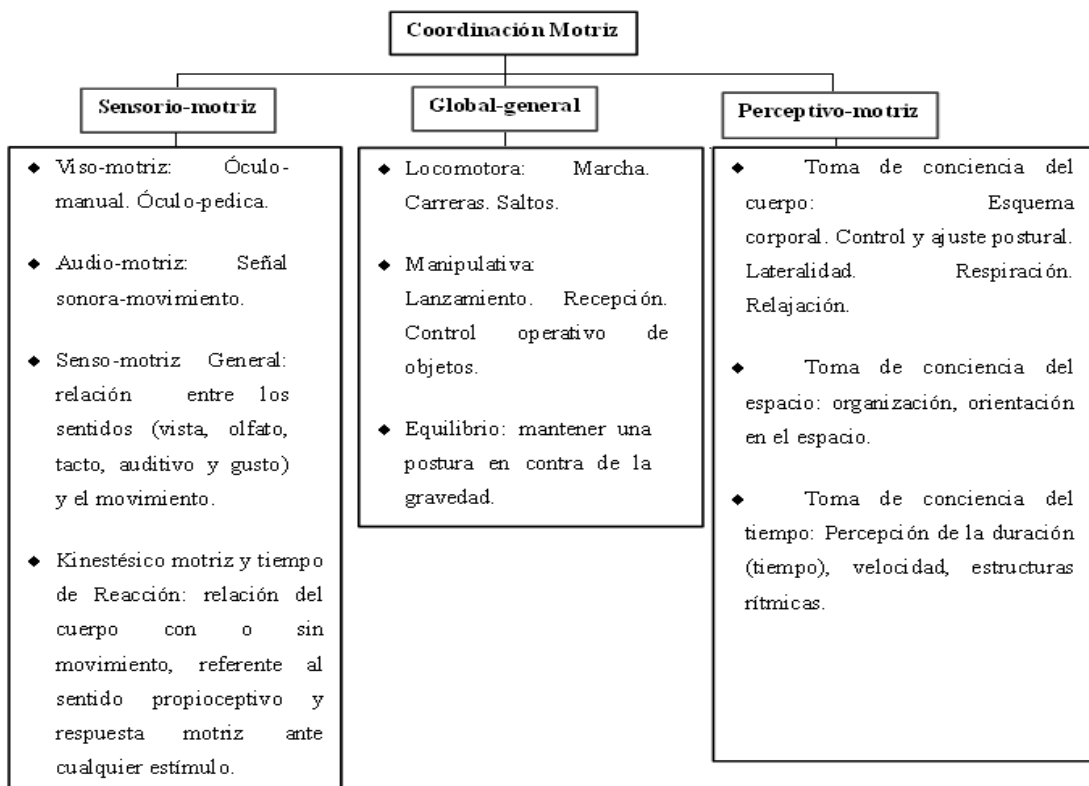 Coordinación Motriz
Sensorio-motriz
Global-general
Perceptivo-motriz
◆ Viso-motriz: Óculo-
manual. Óculo-pedica.
◆ Audio-motriz: Señal
sonora-movimiento.
◆ Senso-motriz General:
relación entre los
sentidos (vista, olfato,
tacto, auditivo y gusto)
y el movimiento.
◆ Kinestésico motriz y tiempo
de Reacción: relación del
cuerpo con o sin
movimiento, referente al
sentido propioceptivo y
respuesta motriz ante
cualquier estímulo.
◆ Locomotora: Marcha.
Carreras. Saltos.
◆ Manipulativa:
Lanzamiento. Recepción.
Control operativo de
objetos.
◆ Equilibrio: mantener una
postura en contra de la
gravedad.
◆ Toma de conciencia del
cuerpo: Esquema
corporal. Control y ajuste postural.
Lateralidad. Respiración.
Relajación.
◆ Toma de conciencia del
espacio: organización, orientación
en el espacio.
◆ Toma de conciencia del
tiempo: Percepción de la duración
(tiempo), velocidad, estructuras
rítmicas.